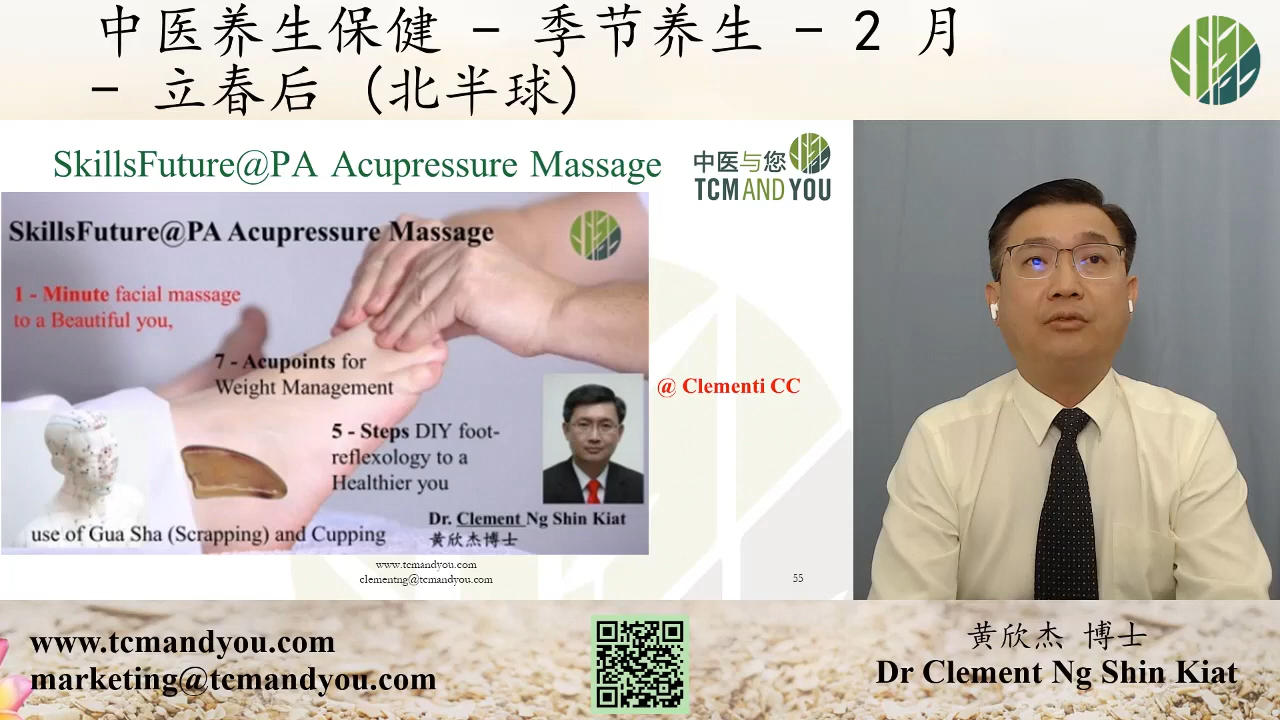 中医养生保健 - 季节养生 - 2 月
- 立春后 (北半球)
SkillsFuture@PA Acupressure Massage
中医与您
TCM AND YOU
SkillsFuture@PA Acupressure Massage
1 - Minute facial massage
to a Beautiful you,
7 - Acupoints for
Weight Management
@ Clementi CC
5 - Steps DIY foot-
reflexology to a
Healthier you
Dr. Clement Ng Shin Kiat
黄欣杰博士
use of Gua Sha (Scrapping) and Cupping
www.tcmandyou.com
clementng@tcmandyou.com
55
www.tcmandyou.com
marketing@tcmandyou.com
黄欣杰 博士
Dr Clement Ng Shin Kiat